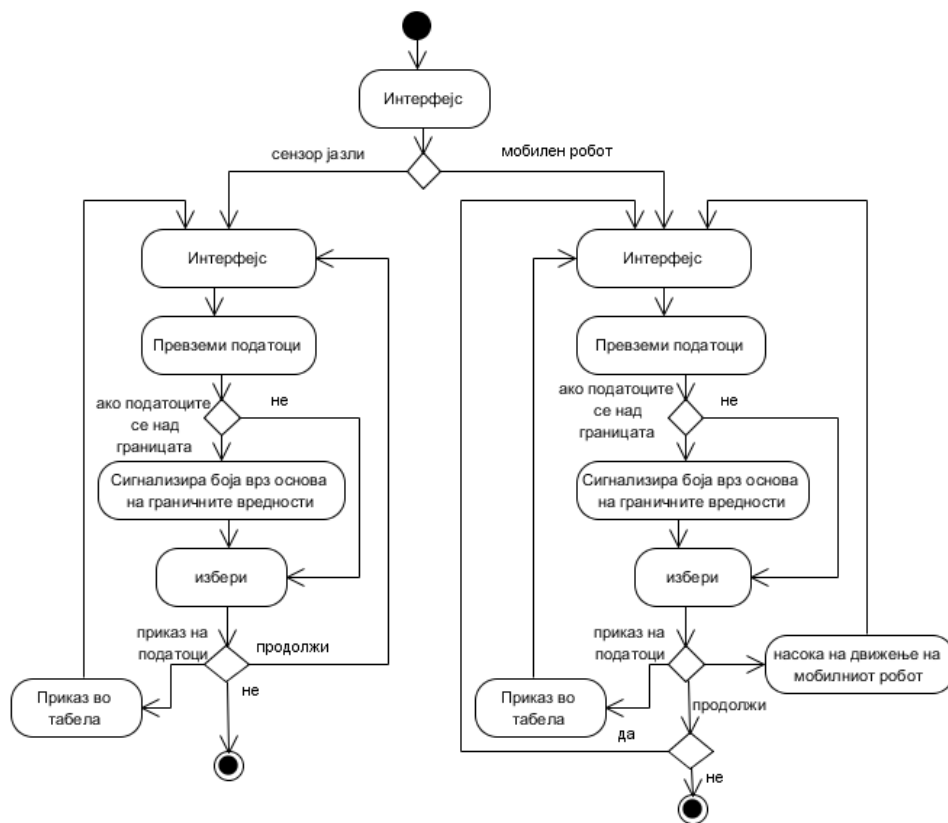 Интерфејс
сензор јазли
мобилен робот
Интерфејс
Превземи податоци
ако податоците
се над
границата
не
Сигнализира боја врз основа
на граничните вредности
избери
приказ на
податоци
продолжи
не
Приказ во
табела
Интерфејс
Превземи податоци
ако податоците
се над
границата
не
Сигнализира боја врз основа
на граничните вредности
избери
приказ на
податоци
насока на движење на
мобилниот робот
Приказ во
табела
продолжи
да
не